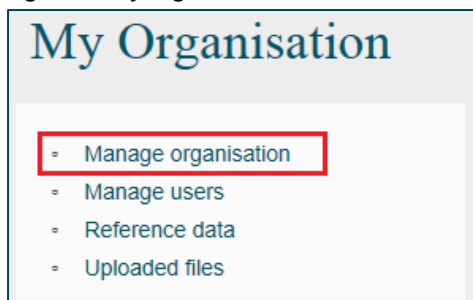 My Organisation
Manage organisation
Manage users
Reference data
Uploaded files